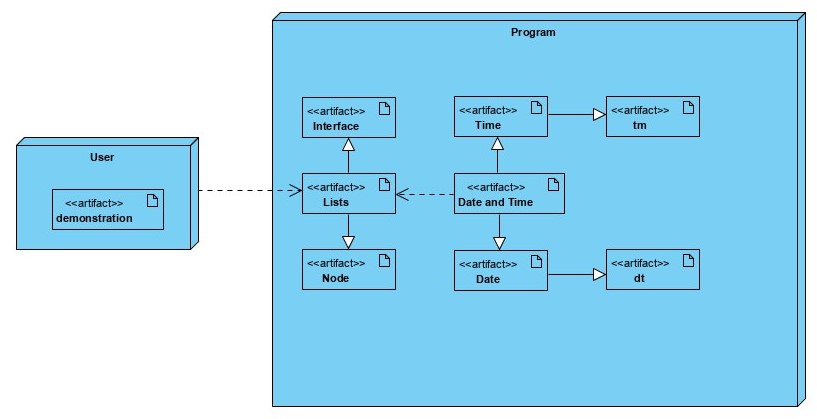 Program
<<artifact>>
Interface
<<artifact>>
Time
<<artifact>>
tm
User
<<artifact>>
demonstration
<<artifact>>
Lists
<<artifact>>
Date and Time
<<artifact>>
Node
<<artifact>>
Date
<<artifact>>
dt